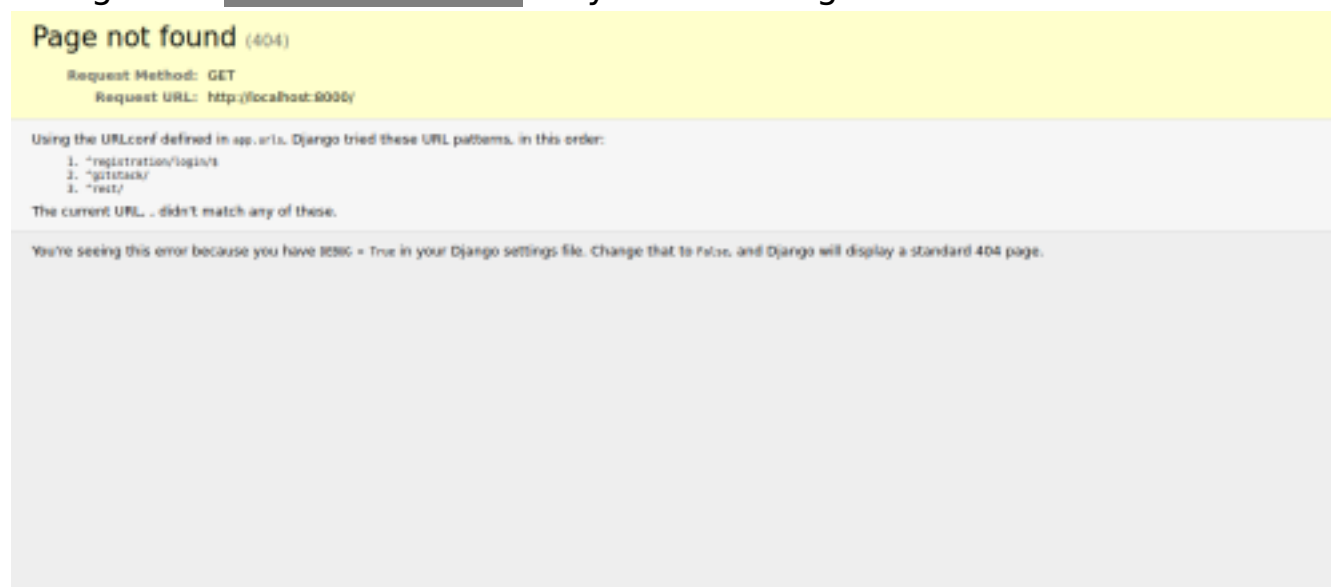 Page not found (404)
Request Method: GET
Request URL: http://localhost:8000/
Using the URLconf defined in app.urls, Django tried these URL patterns, in this order:
1. ^registration/login/$
2. ^gitstack/
3. ^rest/
The current URL, , didn't match any of these.
You're seeing this error because you have DEBUG = True in your Django settings file. Change that to False, and Django will display a standard 404 page.